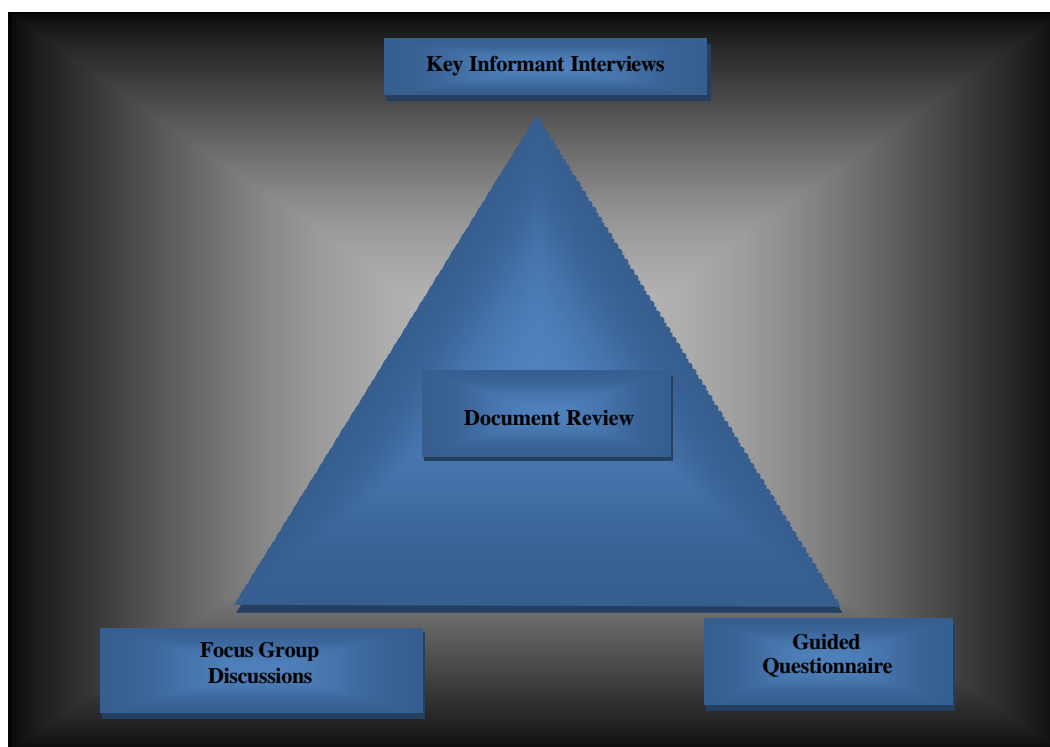 Key Informant Interviews
Document Review
Focus Group
Discussions
Guided
Questionnaire